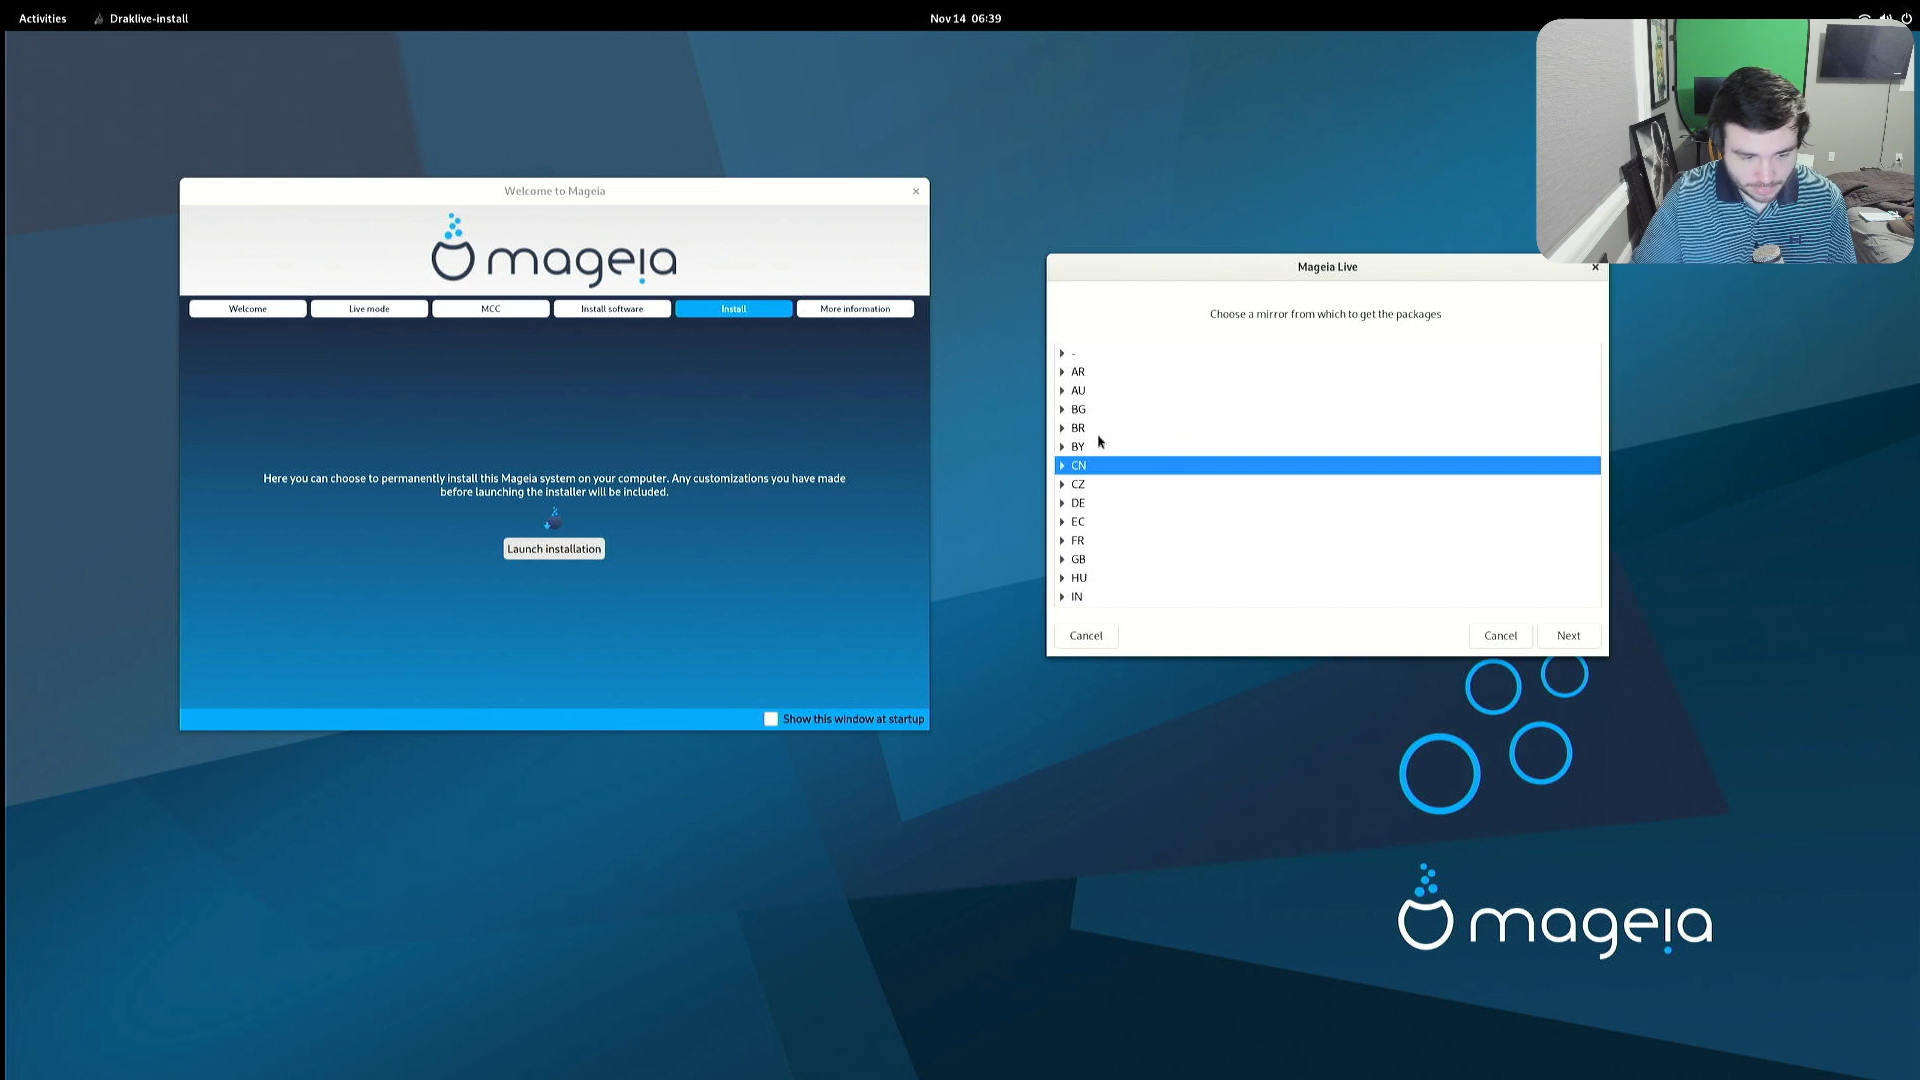 Activities
Draklive-install
Nov 14 06:39
Welcome to Mageia
mageia
Welcome
Live mode
MCC
Install software
Install
More information
Here you can choose to permanently install this Mageia system on your computer. Any customizations you have made
before launching the installer will be included.
Launch installation
Show this window at startup
Mageia Live
Choose a mirror from which to get the packages
-
AR
AU
BG
BR
BY
CN
CZ
DE
EC
FR
GB
HU
IN
Cancel
Cancel
Next
mageia